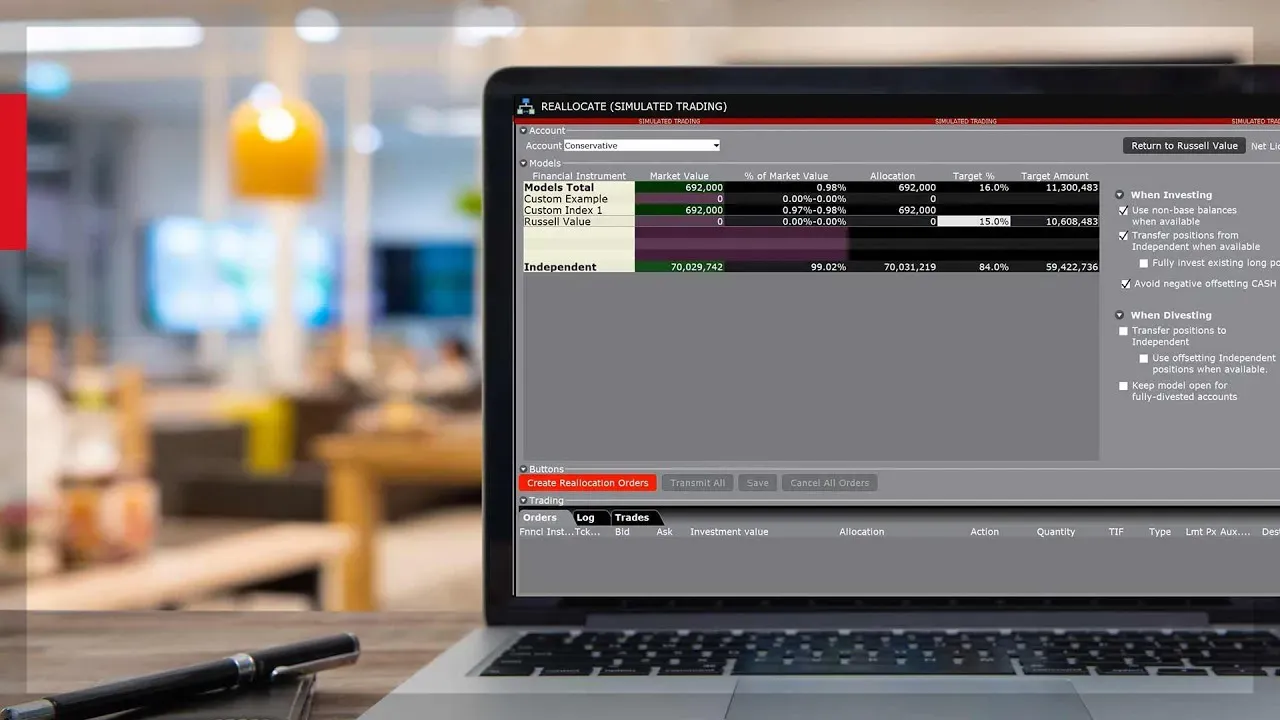 REALLOCATE (SIMULATED TRADING)
SIMULATED TRADING SIMULATED TRADING SIMULATED
Account
Account Conservative Return to Russell Value Net
Models
Financial Instrument Market Value % of Market Value Allocation Target % Target Amount
Models Total 692,000 0.98% 692,000 16.0% 11,300,483
Custom Example 0 0.00%-0.00% 0
Custom Index 1 692,000 0.97%-0.98% 692,000
Russell Value 0 0.00%-0.00% 0 15.0% 10,608,483
Independent 70,029,742 99.02% 70,031,219 84.0% 59,422,736
When Investing
Use non-base balances
when available
Transfer positions from
Independent when available
Fully invest existing long
Avoid negative offsetting CASH
When Divesting
Transfer positions to
Independent
Use offsetting Independent
positions when available.
Keep model open for
fully-divested accounts
Buttons
Create Reallocation Orders Transmit All Save Cancel All Orders
Trading
Orders Log Trades
Fnncl Inst... Tck... Bid Ask Investment value Allocation Action Quantity TIF Type Lmt Px Aux....